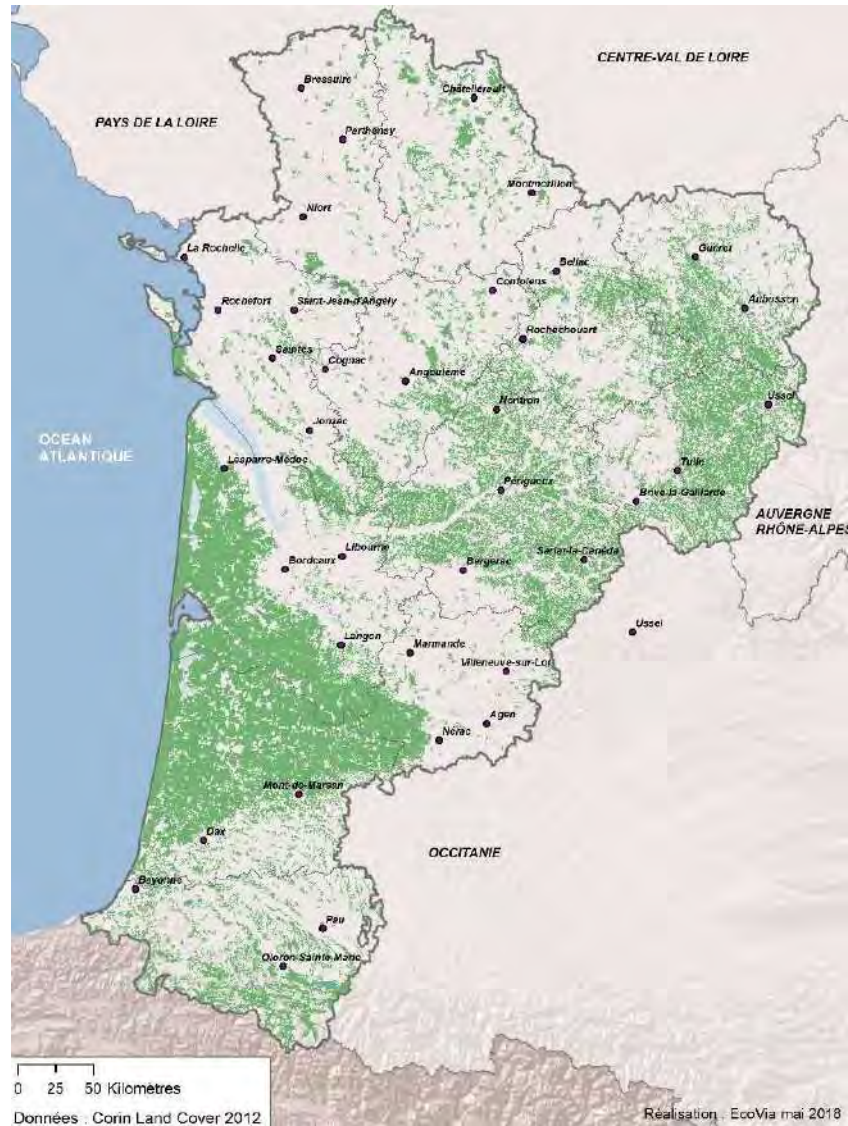 CENTRE-VAL DE LOIRE
Bressuire
Châtellerault
PAYS DE LA LOIRE
Parthenay
Montmorillon
Niort
La Rochelle
Guéret
Bellac
Confolens
Rochefort
Saint-Jean-d'Angély
Aubusson
Rochechouart
Saintes
Cognac
Angoulême
Ussel
Nontron
Jonzac
OCEAN
ATLANTIQUE
Lesparre-Médoc
Tulle
Périgueux
Brive-la-Gaillarde
AUVERGNE
RHÔNE-ALPES
Libourne
Bordeaux
Bergerac
Sarlat-la-Canéda
Ussel
Langon
Marmande
Villeneuve-sur-Lot
Agen
Nérac
Mont-de-Marsan
Dax
OCCITANIE
Bayonne
Pau
Oloron-Sainte-Marie
0 25 50 Kilomètres
Données : Corin Land Cover 2012
Réalisation : EcoVia mai 2018